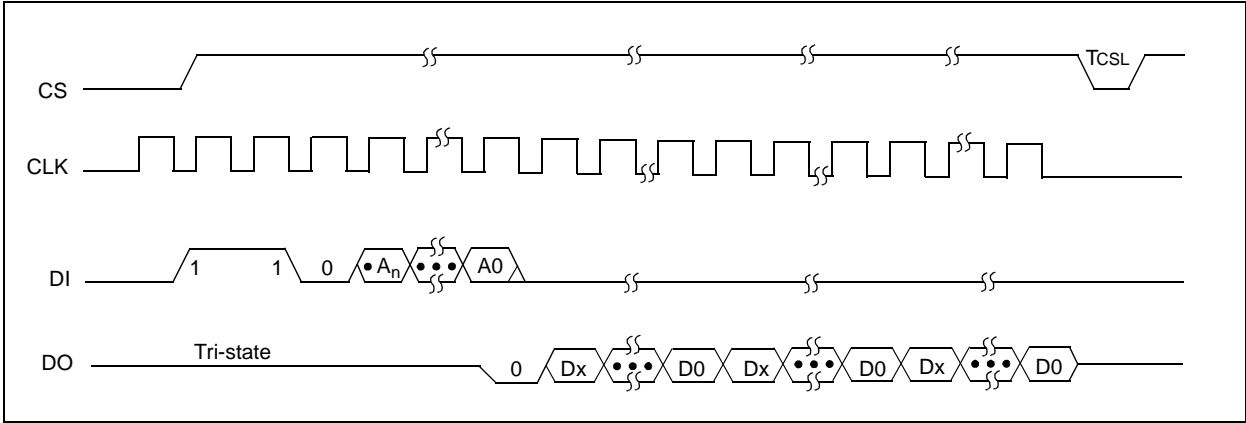 CS TCSL
CLK
DI 1 1 0 • An • • • A0
DO Tri-state 0 Dx • • • D0 Dx • • • D0 Dx • • • D0